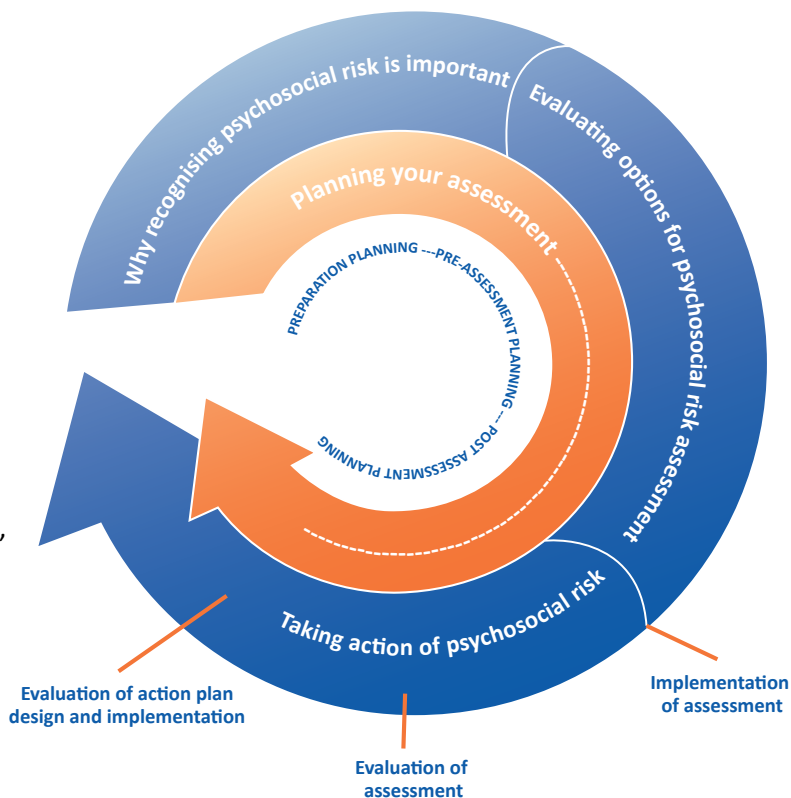 Why recognising psychosocial risk is important
Evaluating options for psychosocial risk assessment
Planning your assessment
PREPARATION PLANNING ---PRE-ASSESSMENT PLANNING --- POST ASSESSMENT PLANNING
,
Taking action of psychosocial risk
Evaluation of action plan
design and implementation
Evaluation of
assessment
Implementation
of assessment